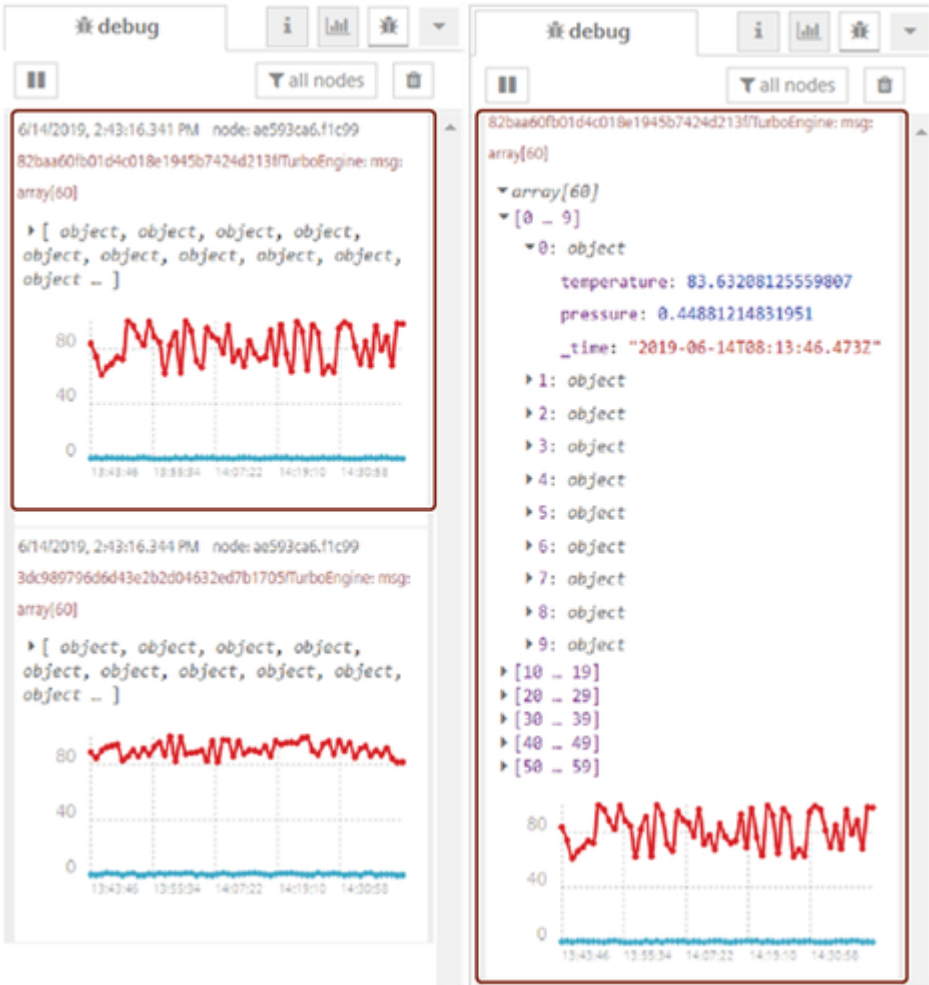 debug
all nodes
6/14/2019, 2:43:16.341 PM node: ae593ca6.f1c99
82baa60fb01d4c018e1945b7424d213f/TurboEngine: msg:
array[60]
[ object, object, object, object,
object, object, object, object, object,
object … ]
80
40
0
13:43:46 13:55:34 14:07:22 14:19:10 14:30:58
6/14/2019, 2:43:16.344 PM node: ae593ca6.f1c99
3dc989796d6d43e2b2d04632ed7b1705/TurboEngine: msg:
array[60]
[ object, object, object, object,
object, object, object, object, object,
object … ]
80
40
0
13:43:46 13:55:34 14:07:22 14:19:10 14:30:58
debug
all nodes
82baa60fb01d4c018e1945b7424d213f/TurboEngine: msg:
array[60]
array[60]
[0 … 9]
0: object
temperature: 83.63208125559807
pressure: 0.44881214831951
_time: "2019-06-14T08:13:46.473Z"
1: object
2: object
3: object
4: object
5: object
6: object
7: object
8: object
9: object
[10 … 19]
[20 … 29]
[30 … 39]
[40 … 49]
[50 … 59]
80
40
0
13:43:46 13:55:34 14:07:22 14:19:10 14:30:58